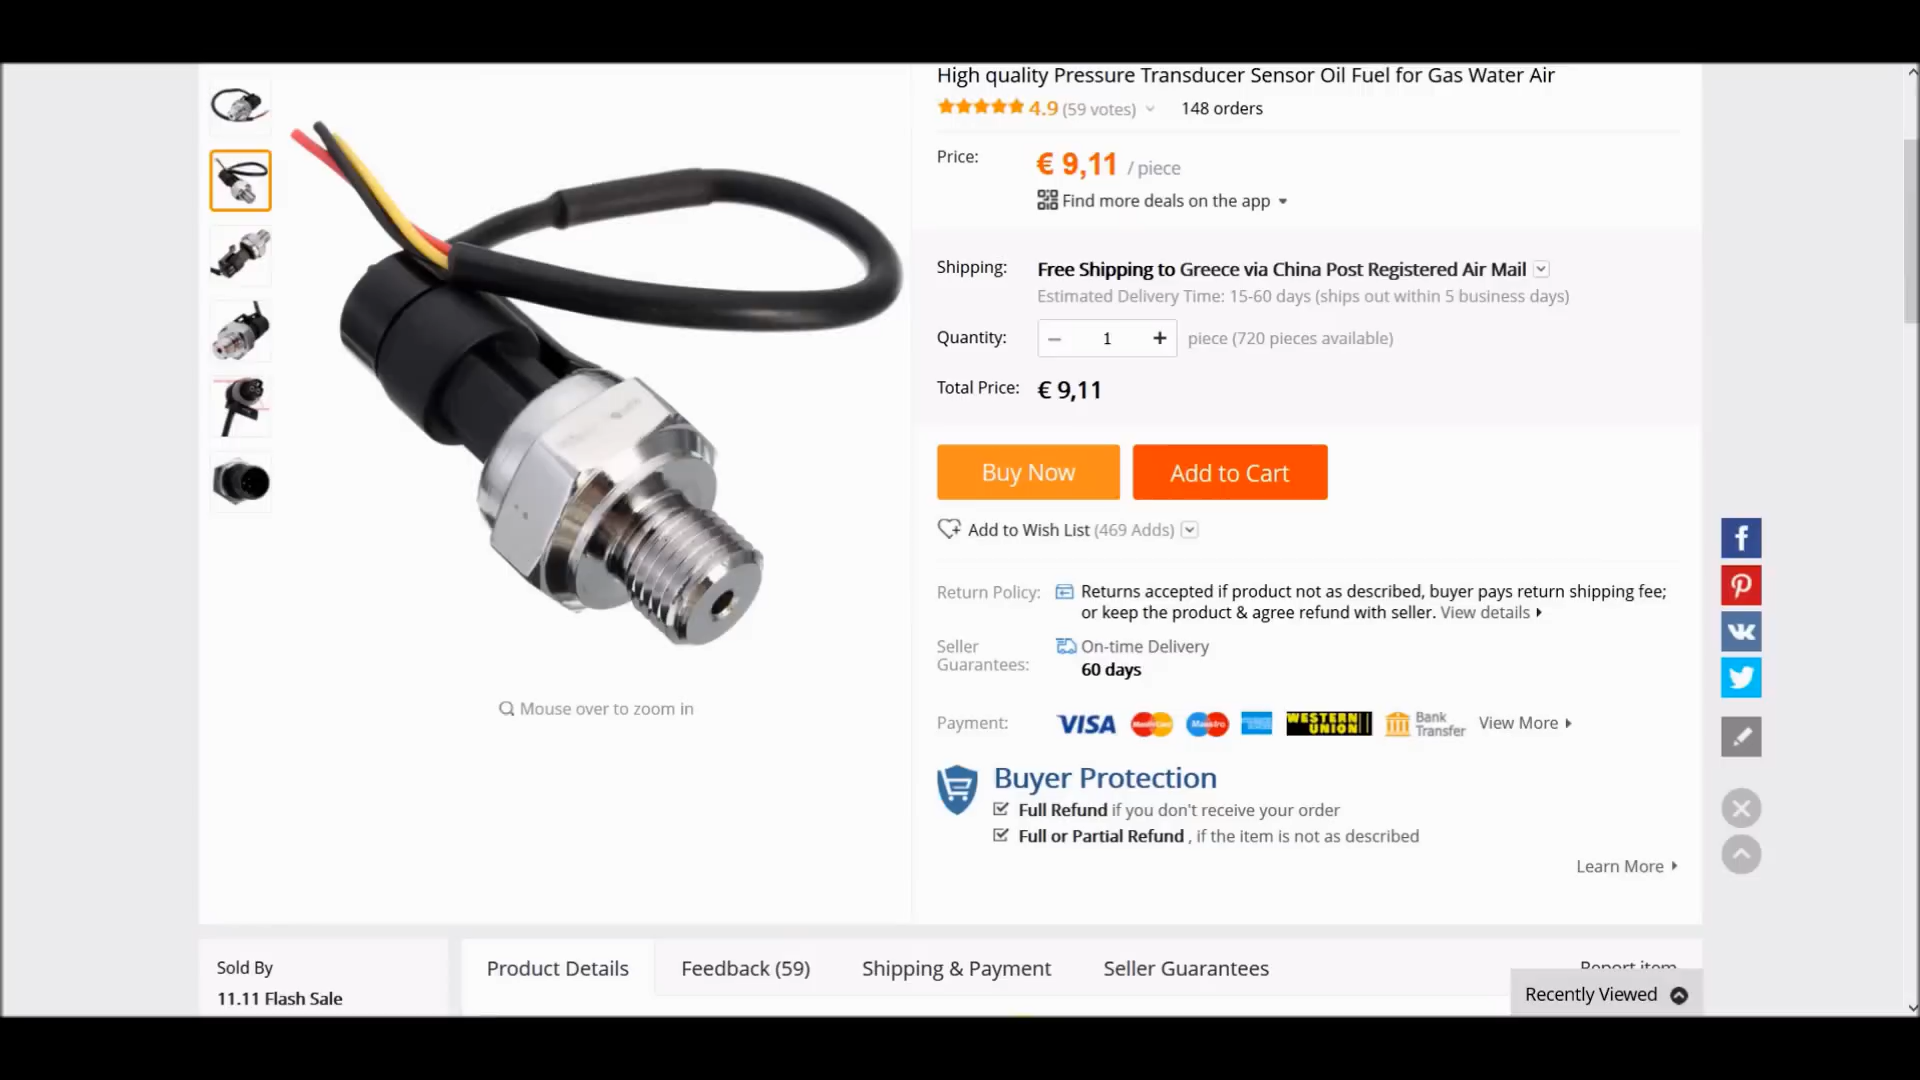 High quality Pressure Transducer Sensor Oil Fuel for Gas Water Air
4.9 (59 votes) 148 orders
Price: € 9,11 / piece
Find more deals on the app
Shipping: Free Shipping to Greece via China Post Registered Air Mail
Estimated Delivery Time: 15-60 days (ships out within 5 business days)
Quantity: 1 piece (720 pieces available)
Total Price: € 9,11
Buy Now Add to Cart
Add to Wish List (469 Adds)
Return Policy: Returns accepted if product not as described, buyer pays return shipping fee;
or keep the product & agree refund with seller. View details
Seller
Guarantees:
On-time Delivery
60 days
Mouse over to zoom in
Payment: VISA MasterCard Maestro WESTERN UNION Bank Transfer View More
Buyer Protection
Full Refund if you don't receive your order
Full or Partial Refund , if the item is not as described
Learn More
Sold By
11.11 Flash Sale
Product Details Feedback (59) Shipping & Payment Seller Guarantees Report item
Recently Viewed